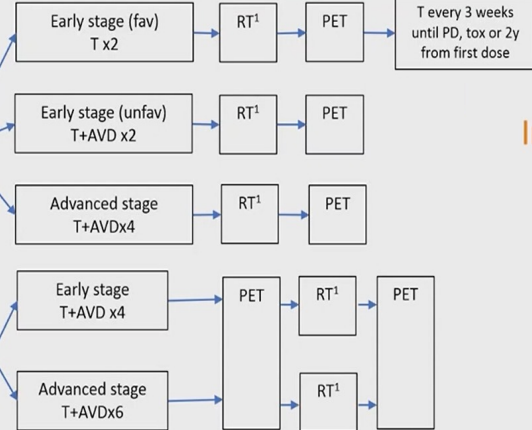 Early stage (fav)
T x2
RT¹
PET
T every 3 weeks
until PD, tox or 2y
from first dose
Early stage (unfav)
T+AVD x2
RT¹
PET
Advanced stage
T+AVDx4
RT¹
PET
Early stage
T+AVD x4
PET
RT¹
PET
Advanced stage
T+AVDx6
RT¹